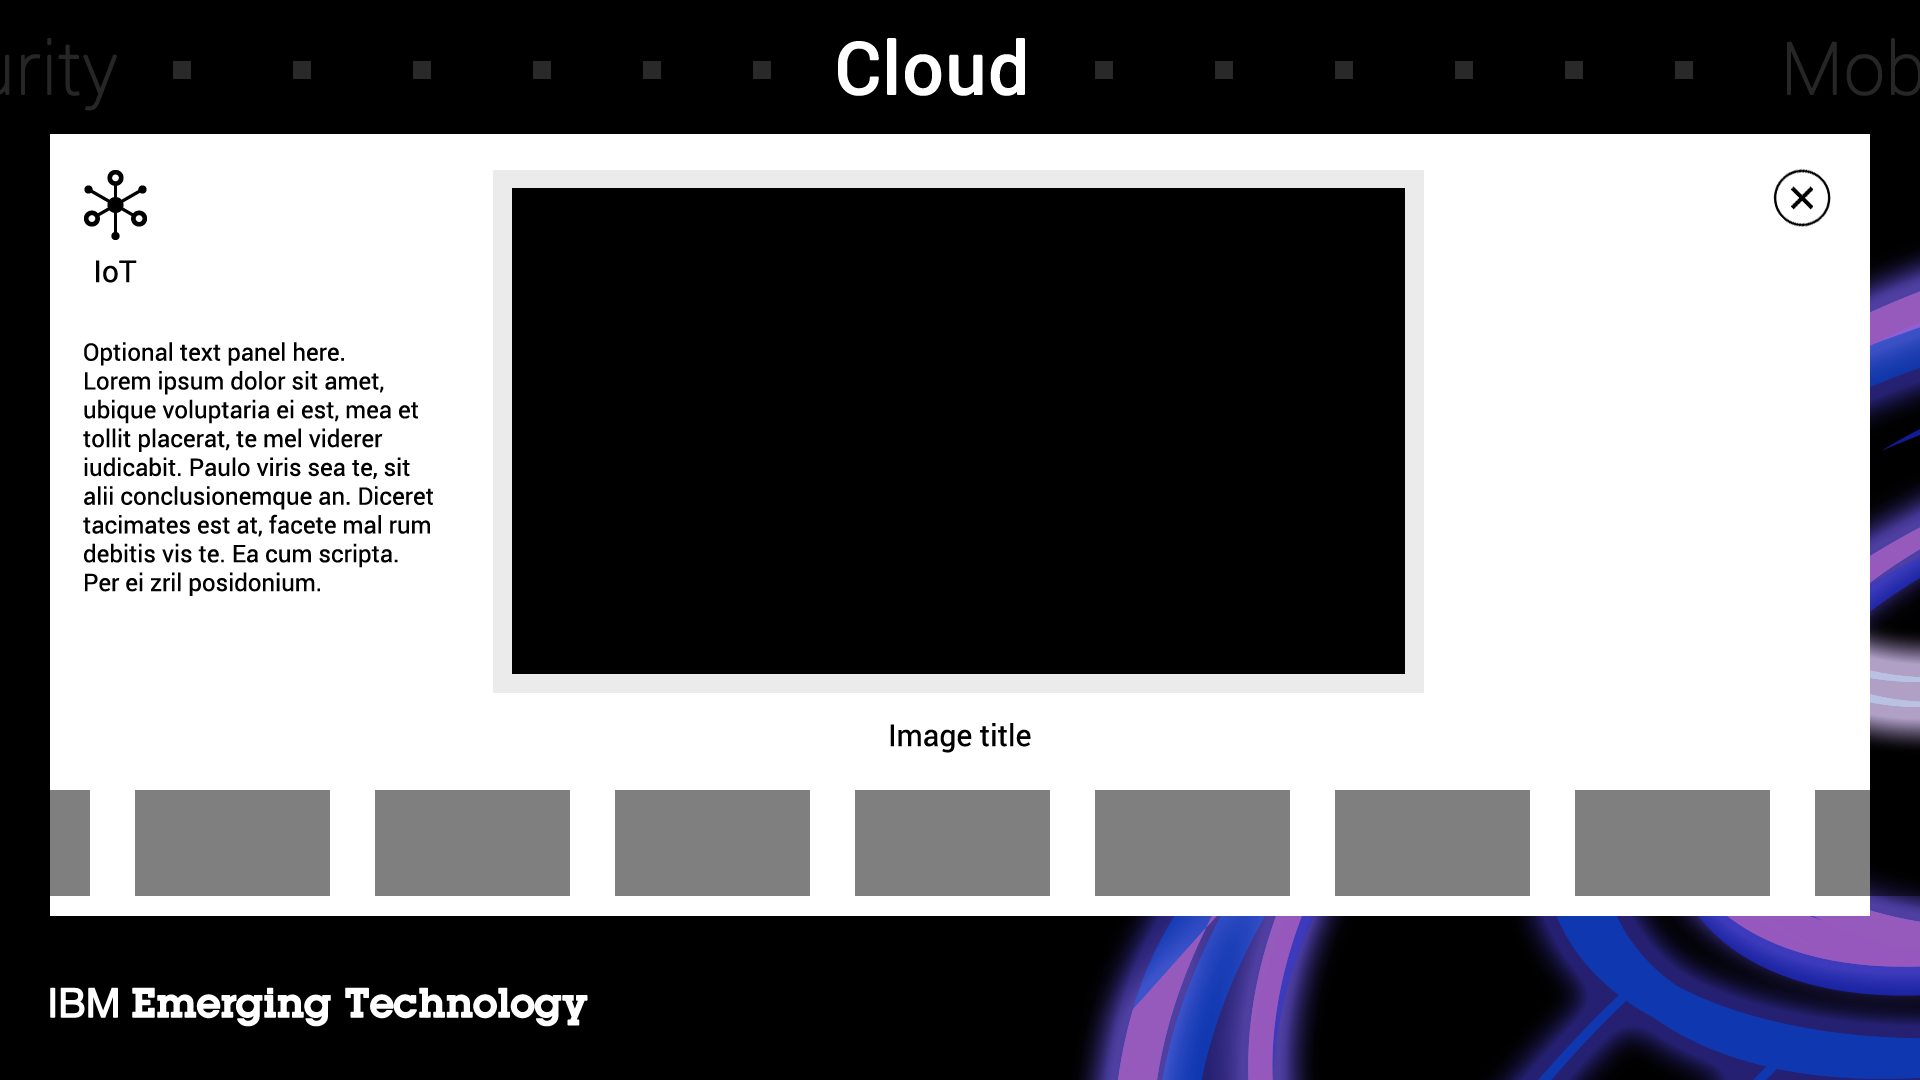 urity
Cloud
Mob
IoT
Optional text panel here.
Lorem ipsum dolor sit amet,
ubique voluptaria ei est, mea et
tollit placerat, te mel viderer
iudicabit. Paulo viris sea te, sit
alii conclusionemque an. Diceret
tacimates est at, facete mal rum
debitis vis te. Ea cum scripta.
Per ei zril posidonium.
Image title
IBM Emerging Technology